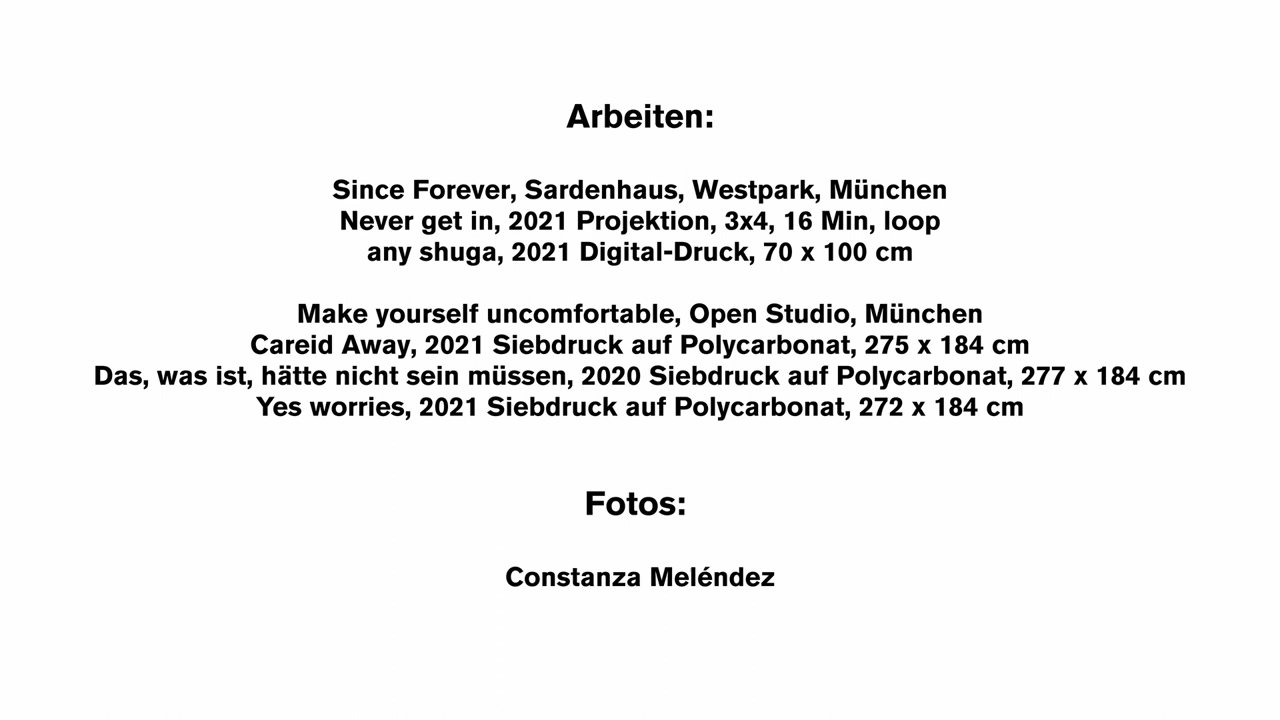 Arbeiten:
Since Forever, Sardenhaus, Westpark, München
Never get in, 2021 Projektion, 3x4, 16 Min, loop
any shuga, 2021 Digital-Druck, 70 x 100 cm
Make yourself uncomfortable, Open Studio, München
Careid Away, 2021 Siebdruck auf Polycarbonat, 275 x 184 cm
Das, was ist, hätte nicht sein müssen, 2020 Siebdruck auf Polycarbonat, 277 x 184 cm
Yes worries, 2021 Siebdruck auf Polycarbonat, 272 x 184 cm
Fotos:
Constanza Meléndez